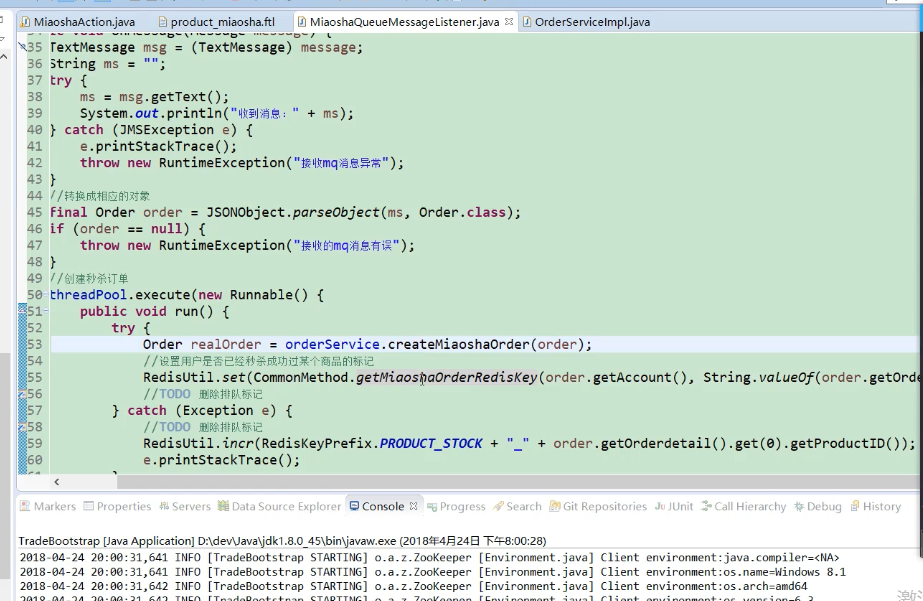 MiaoshaAction.java product_miaosha.ftl MiaoshaQueueMessageListener.java OrderServiceImpl.java
35 TextMessage msg = (TextMessage) message;
36 String ms = "";
37 try {
38 ms = msg.getText();
39 System.out.println("收到消息：" + ms);
40 } catch (JMSException e) {
41 e.printStackTrace();
42 throw new RuntimeException("接收mq消息异常");
43 }
44 //转换成相应的对象
45 final Order order = JSONObject.parseObject(ms, Order.class);
46 if (order == null) {
47 throw new RuntimeException("接收的mq消息有误");
48 }
49 //创建秒杀订单
50 threadPool.execute(new Runnable() {
51 public void run() {
52 try {
53 Order realOrder = orderService.createMiaoshaOrder(order);
54 //设置用户是否已经秒杀成功过某个商品的标记
55 RedisUtil.set(CommonMethod.getMiaoshaOrderRedisKey(order.getAccount(), String.valueOf(order.getOrde
56 //TODO 删除排队标记
57 } catch (Exception e) {
58 //TODO 删除排队标记
59 RedisUtil.incr(RedisKeyPrefix.PRODUCT_STOCK + "_" + order.getOrderdetail().get(0).getProductID());
60 e.printStackTrace();
Markers Properties Servers Data Source Explorer Console Progress Search Git Repositories JUnit Call Hierarchy Debug History
TradeBootstrap [Java Application] D:\dev\Java\jdk1.8.0_45\bin\javaw.exe (2018年4月24日 下午8:00:28)
2018-04-24 20:00:31,641 INFO [TradeBootstrap STARTING] o.a.z.ZooKeeper [Environment.java] Client environment:java.compiler=<NA>
2018-04-24 20:00:31,641 INFO [TradeBootstrap STARTING] o.a.z.ZooKeeper [Environment.java] Client environment:os.name=Windows 8.1
2018-04-24 20:00:31,642 INFO [TradeBootstrap STARTING] o.a.z.ZooKeeper [Environment.java] Client environment:os.arch=amd64